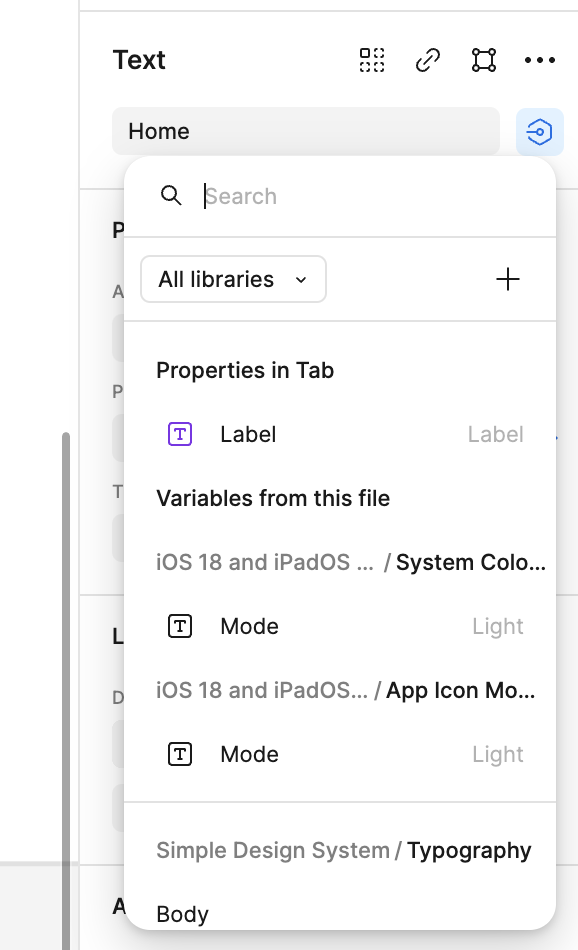 Text
Home
Search
All libraries
Properties in Tab
Label Label
Variables from this file
iOS 18 and iPadOS ... / System Colo...
Mode Light
iOS 18 and iPadOS... / App Icon Mo...
Mode Light
Simple Design System / Typography
Body
P
A
P
T
L
D
A